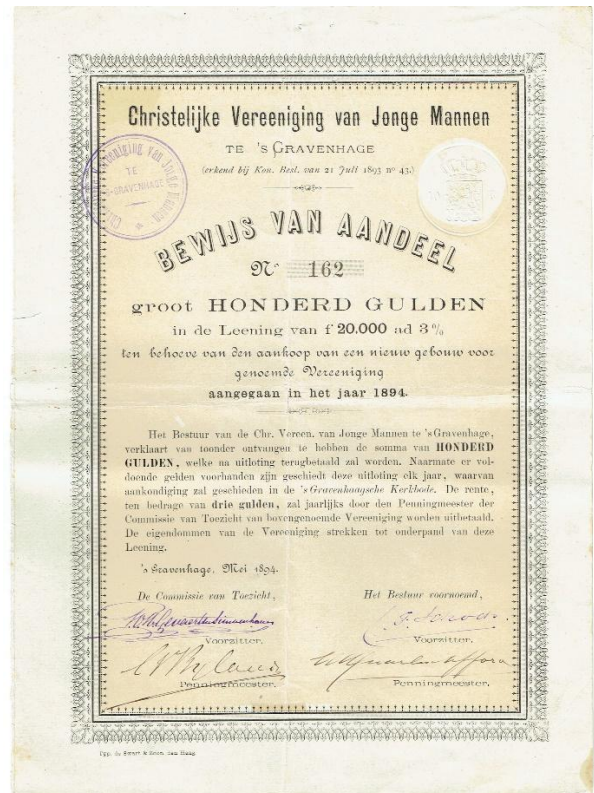 Christelijke Vereeniging van Jonge Mannen
TE 's GRAVENHAGE
(erkend bij Kon. Besl. van 21 Juli 1893 nº 43.)
Christelijke Vereeniging van Jonge Mannen
TE
'S-GRAVENHAGE
BEWIJS VAN AANDEEL
Nº 162
groot HONDERD GULDEN
in de Leening van f 20.000 ad 3%
ten behoeve van den aankoop van een nieuw gebouw voor
genoemde Vereeniging
aangegaan in het jaar 1894.
Het Bestuur van de Chr. Vereen. van Jonge Mannen te 's Gravenhage,
verklaart van toonder ontvangen te hebben de somma van HONDERD
GULDEN, welke na uitloting terugbetaald zal worden. Naarmate er vol-
doende gelden voorhanden zijn geschiedt deze uitloting elk jaar, waarvan
aankondiging zal geschieden in de 's Gravenhaagsche Kerkbode. De rente,
ten bedrage van drie gulden, zal jaarlijks door den Penningmeester der
Commissie van Toezicht van bovengenoemde Vereeniging worden uitbetaald.
De eigendommen van de Vereeniging strekken tot onderpand van deze
Leening.
's Gravenhage, Mei 1894.
De Commissie van Toezicht,
Voorzitter.
Penningmeester.
Het Bestuur voornoemd,
Voorzitter.
Penningmeester.